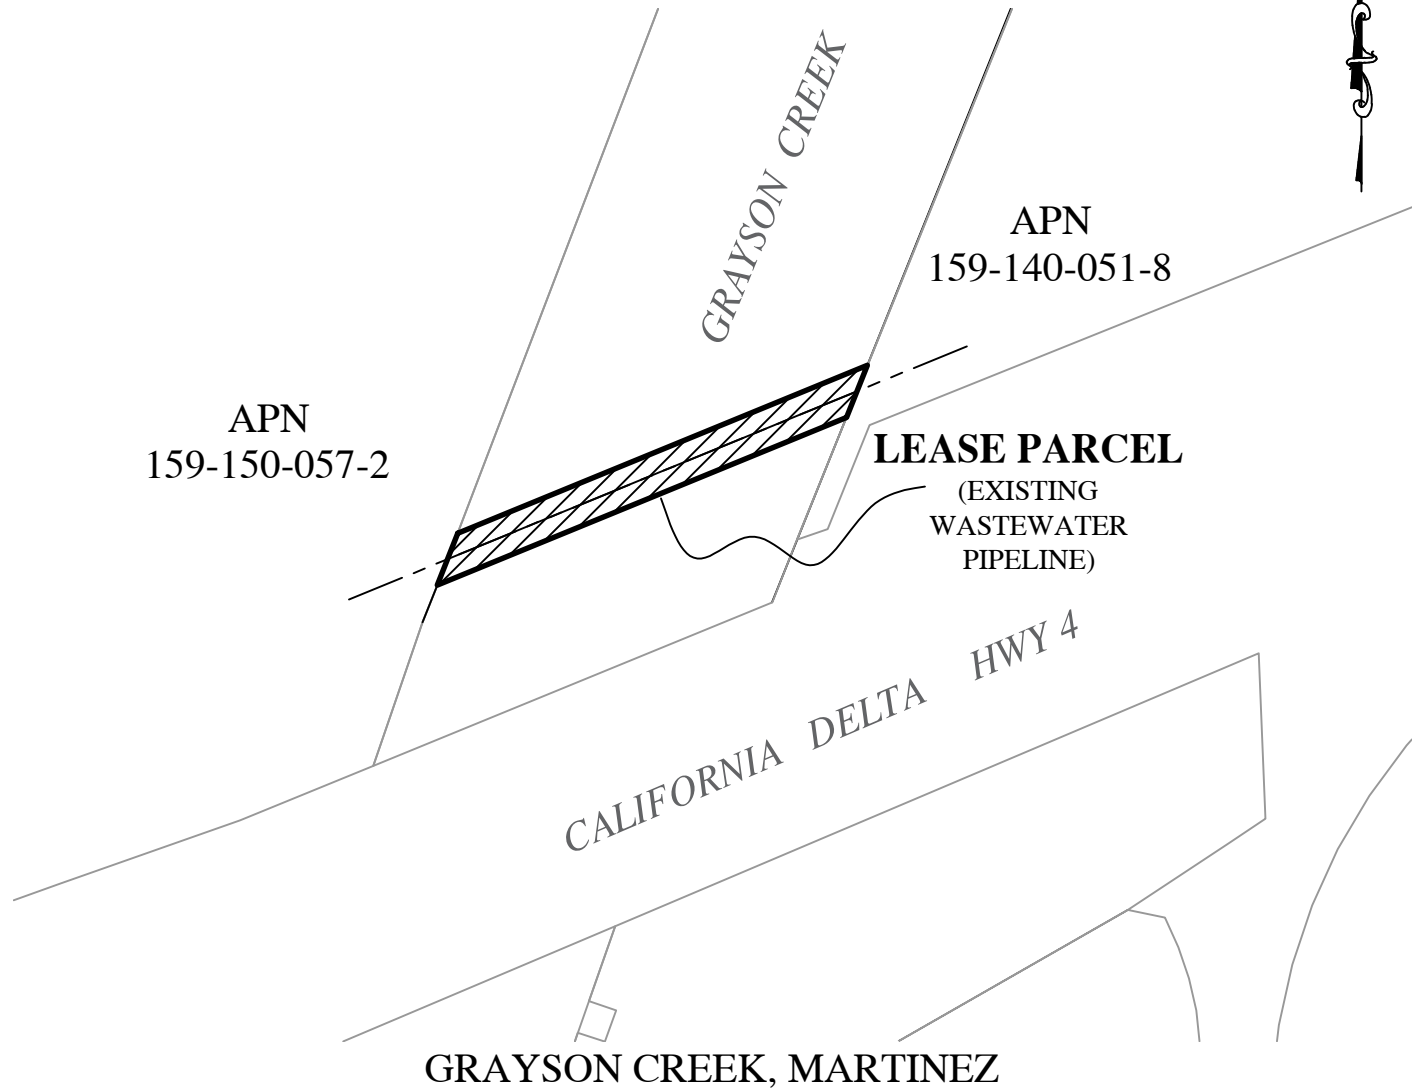 GRAYSON CREEK
APN
159-140-051-8
APN
159-150-057-2
LEASE PARCEL
(EXISTING
WASTEWATER
PIPELINE)
CALIFORNIA DELTA HWY 4
GRAYSON CREEK, MARTINEZ